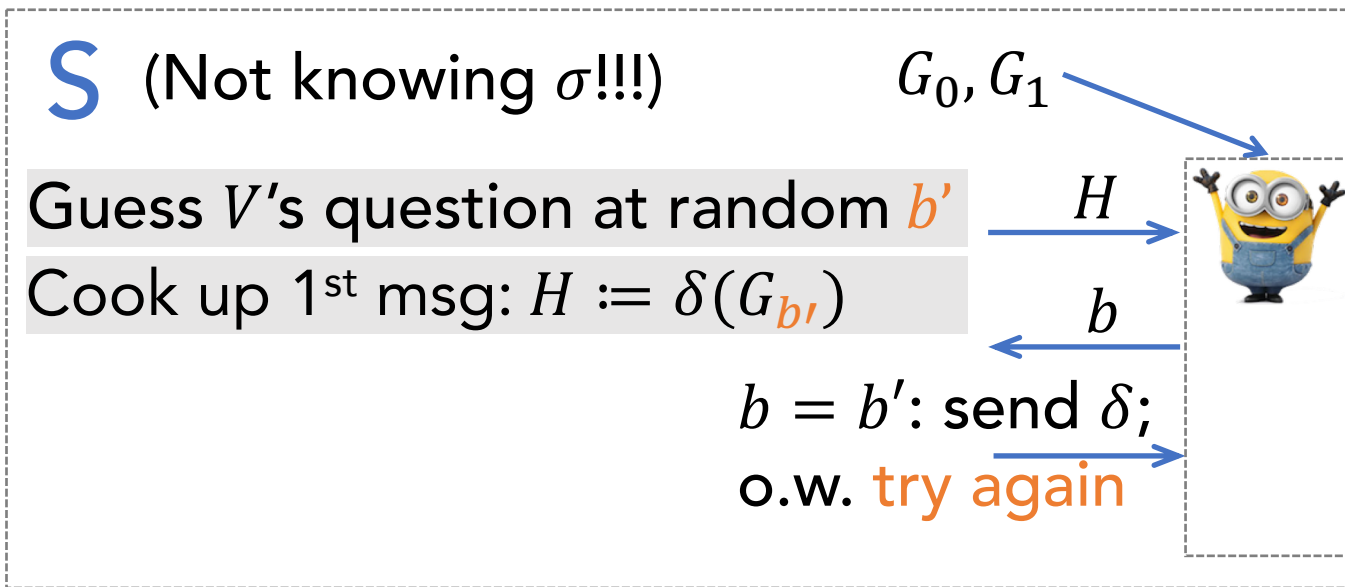 S (Not knowing σ!!!)
G₀, G₁
Guess V's question at random b’
H
Cook up 1ˢᵗ msg: H ≔ δ(G_b′)
b
b = b′: send δ;
o.w. try again